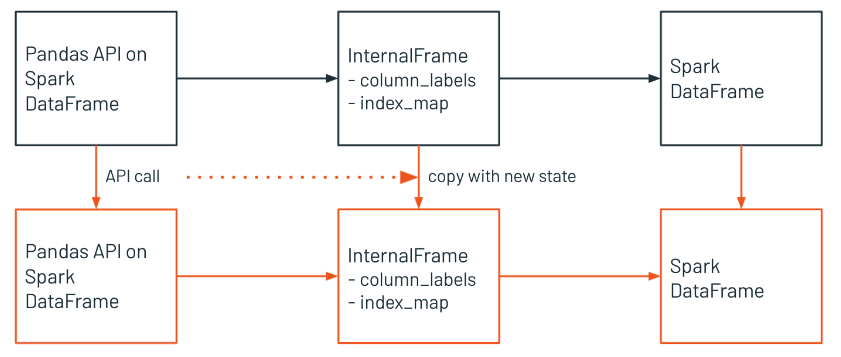 Pandas API on
Spark
DataFrame
InternalFrame
- column_labels
- index_map
Spark
DataFrame
API call
copy with new state
Pandas API on
Spark
DataFrame
InternalFrame
- column_labels
- index_map
Spark
DataFrame